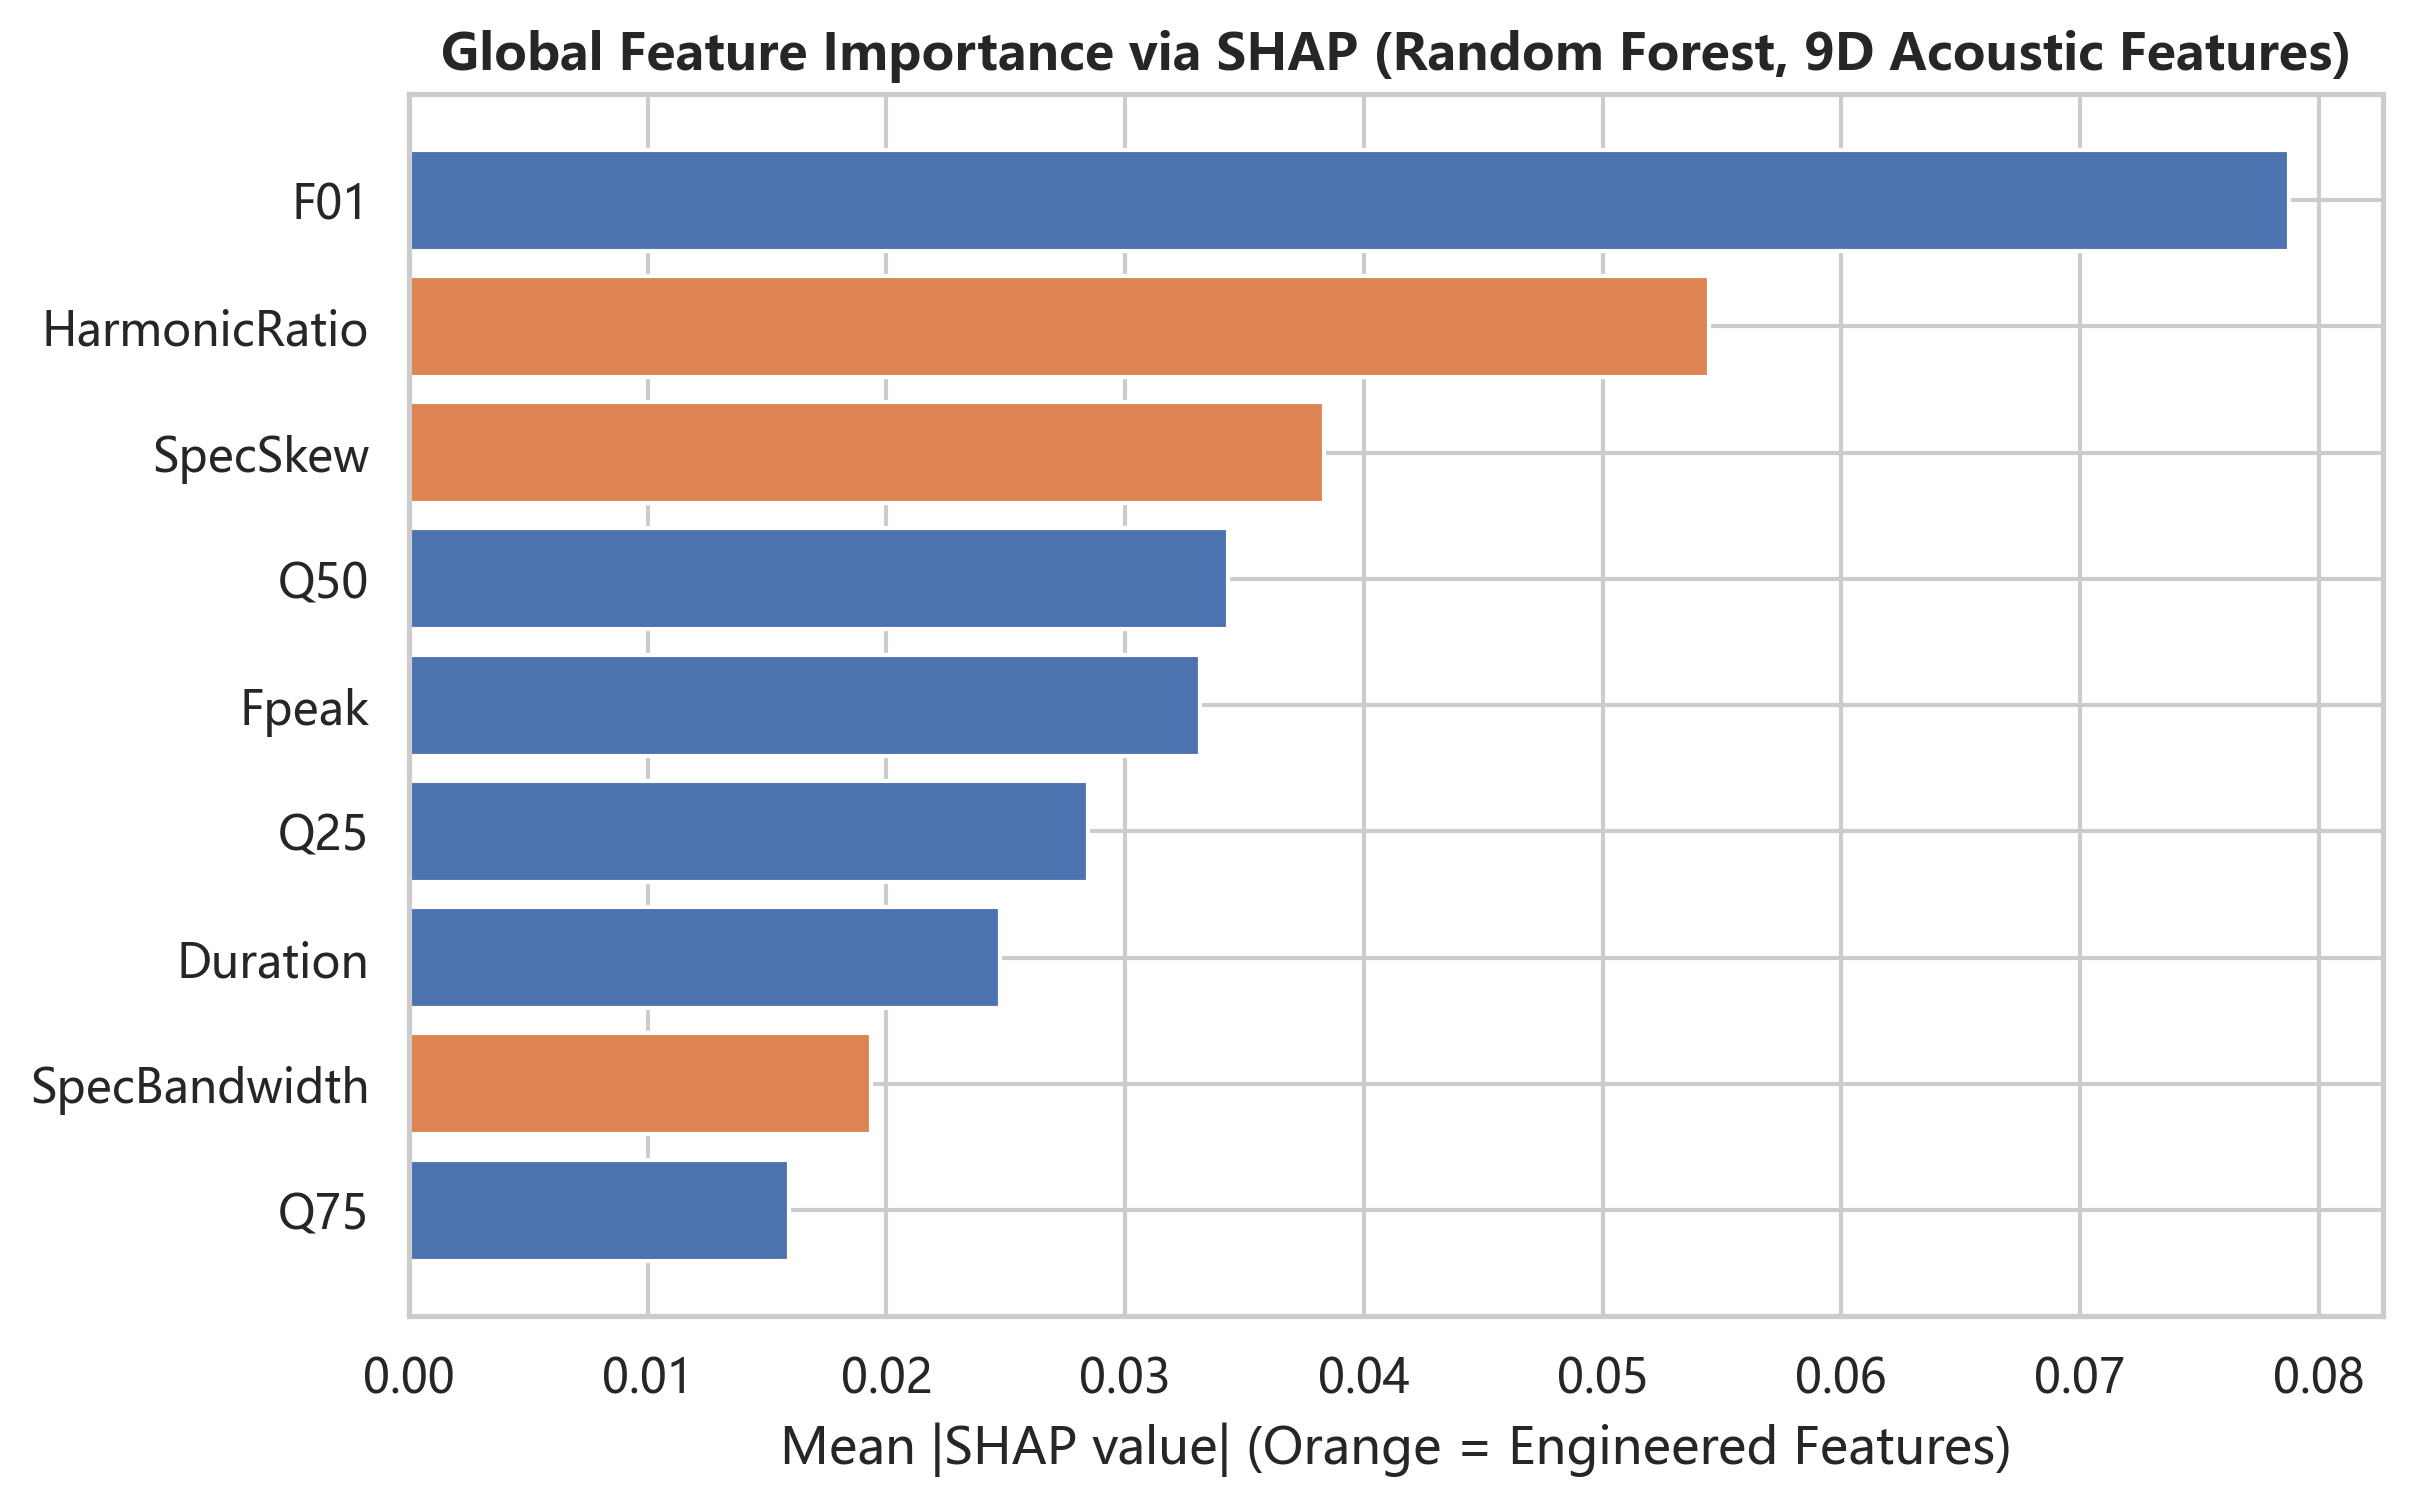 Global Feature Importance via SHAP (Random Forest, 9D Acoustic Features)
F01
HarmonicRatio
SpecSkew
Q50
Fpeak
Q25
Duration
SpecBandwidth
Q75
0.00 0.01 0.02 0.03 0.04 0.05 0.06 0.07 0.08
Mean |SHAP value| (Orange = Engineered Features)